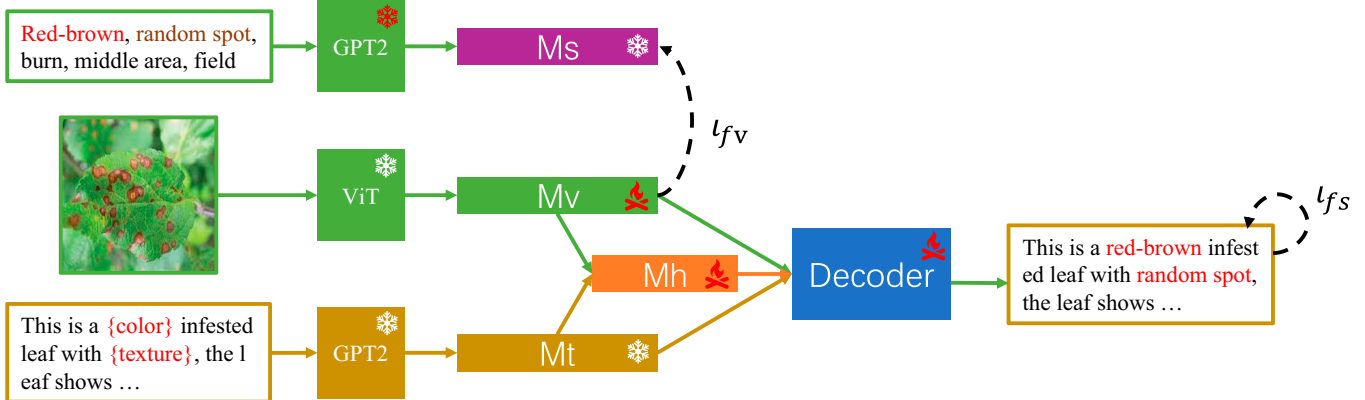 Red-brown, random spot,
burn, middle area, field
GPT2
Ms
ιfv
ViT
Mv
Mh
Decoder
This is a red-brown infest
ed leaf with random spot,
the leaf shows …
ιfs
This is a {color} infested
leaf with {texture}, the l
eaf shows …
GPT2
Mt